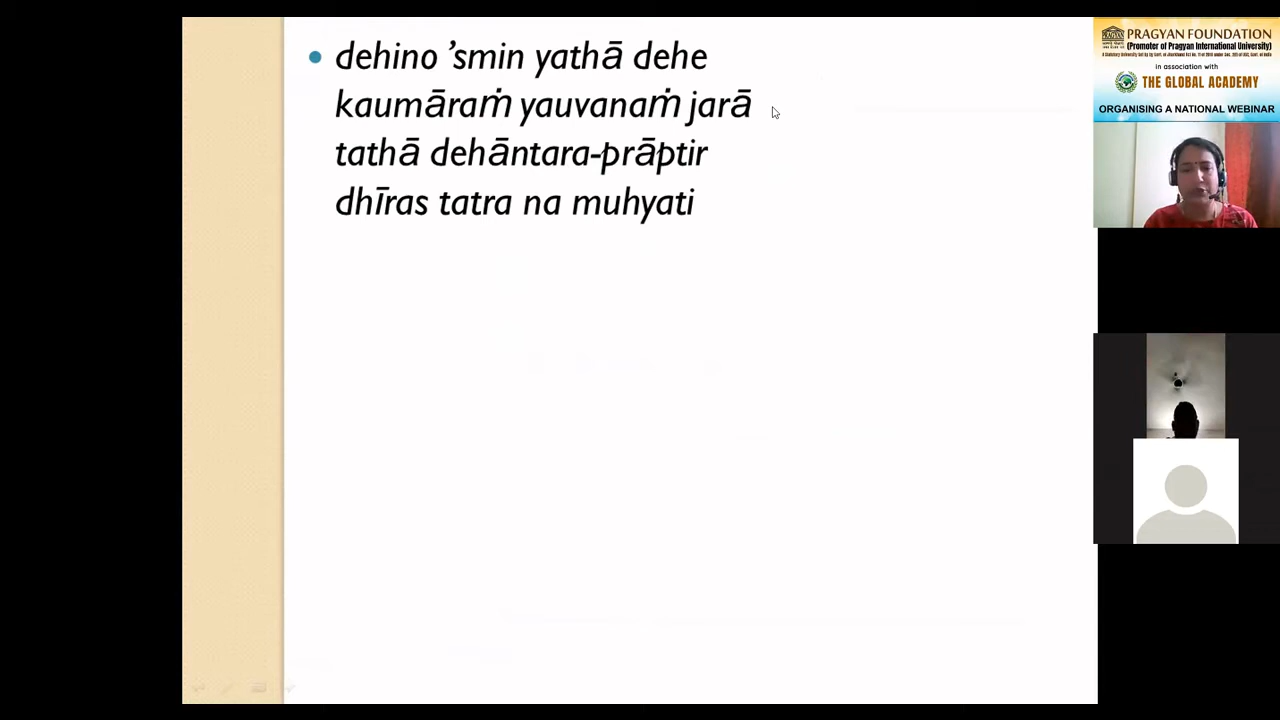 dehino ’smin yathā dehe
kaumāraṁ yauvanaṁ jarā
tathā dehāntara-prāptir
dhīras tatra na muhyati
PRAGYAN FOUNDATION
(Promoter of Pragyan International University)
in association with
THE GLOBAL ACADEMY
ORGANISING A NATIONAL WEBINAR